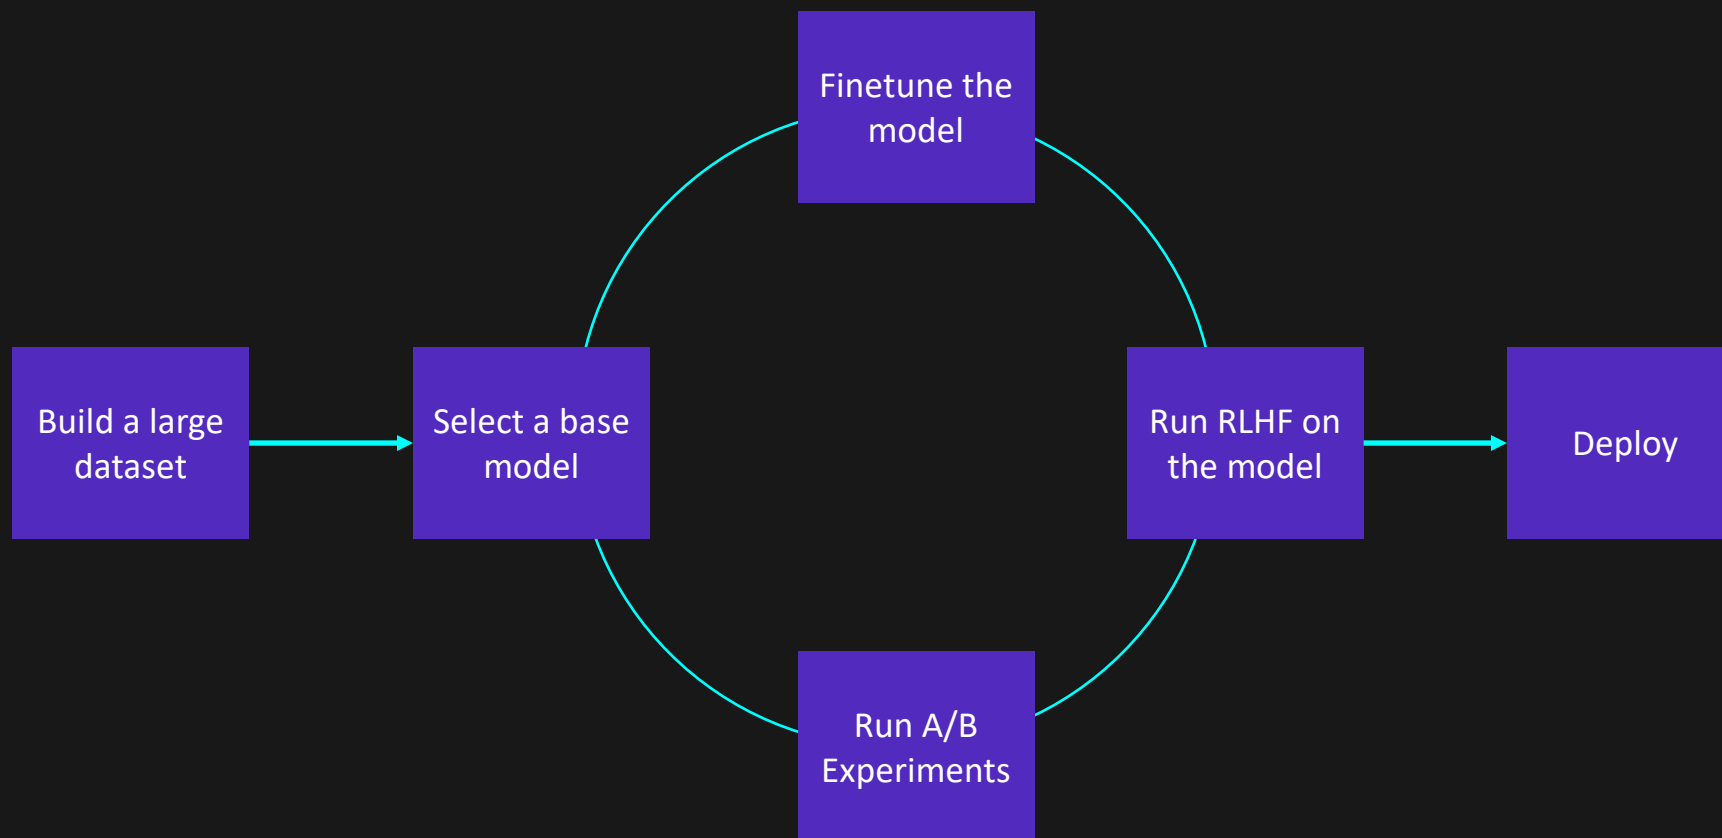 Finetune the
model
Build a large
dataset
Select a base
model
Run RLHF on
the model
Deploy
Run A/B
Experiments